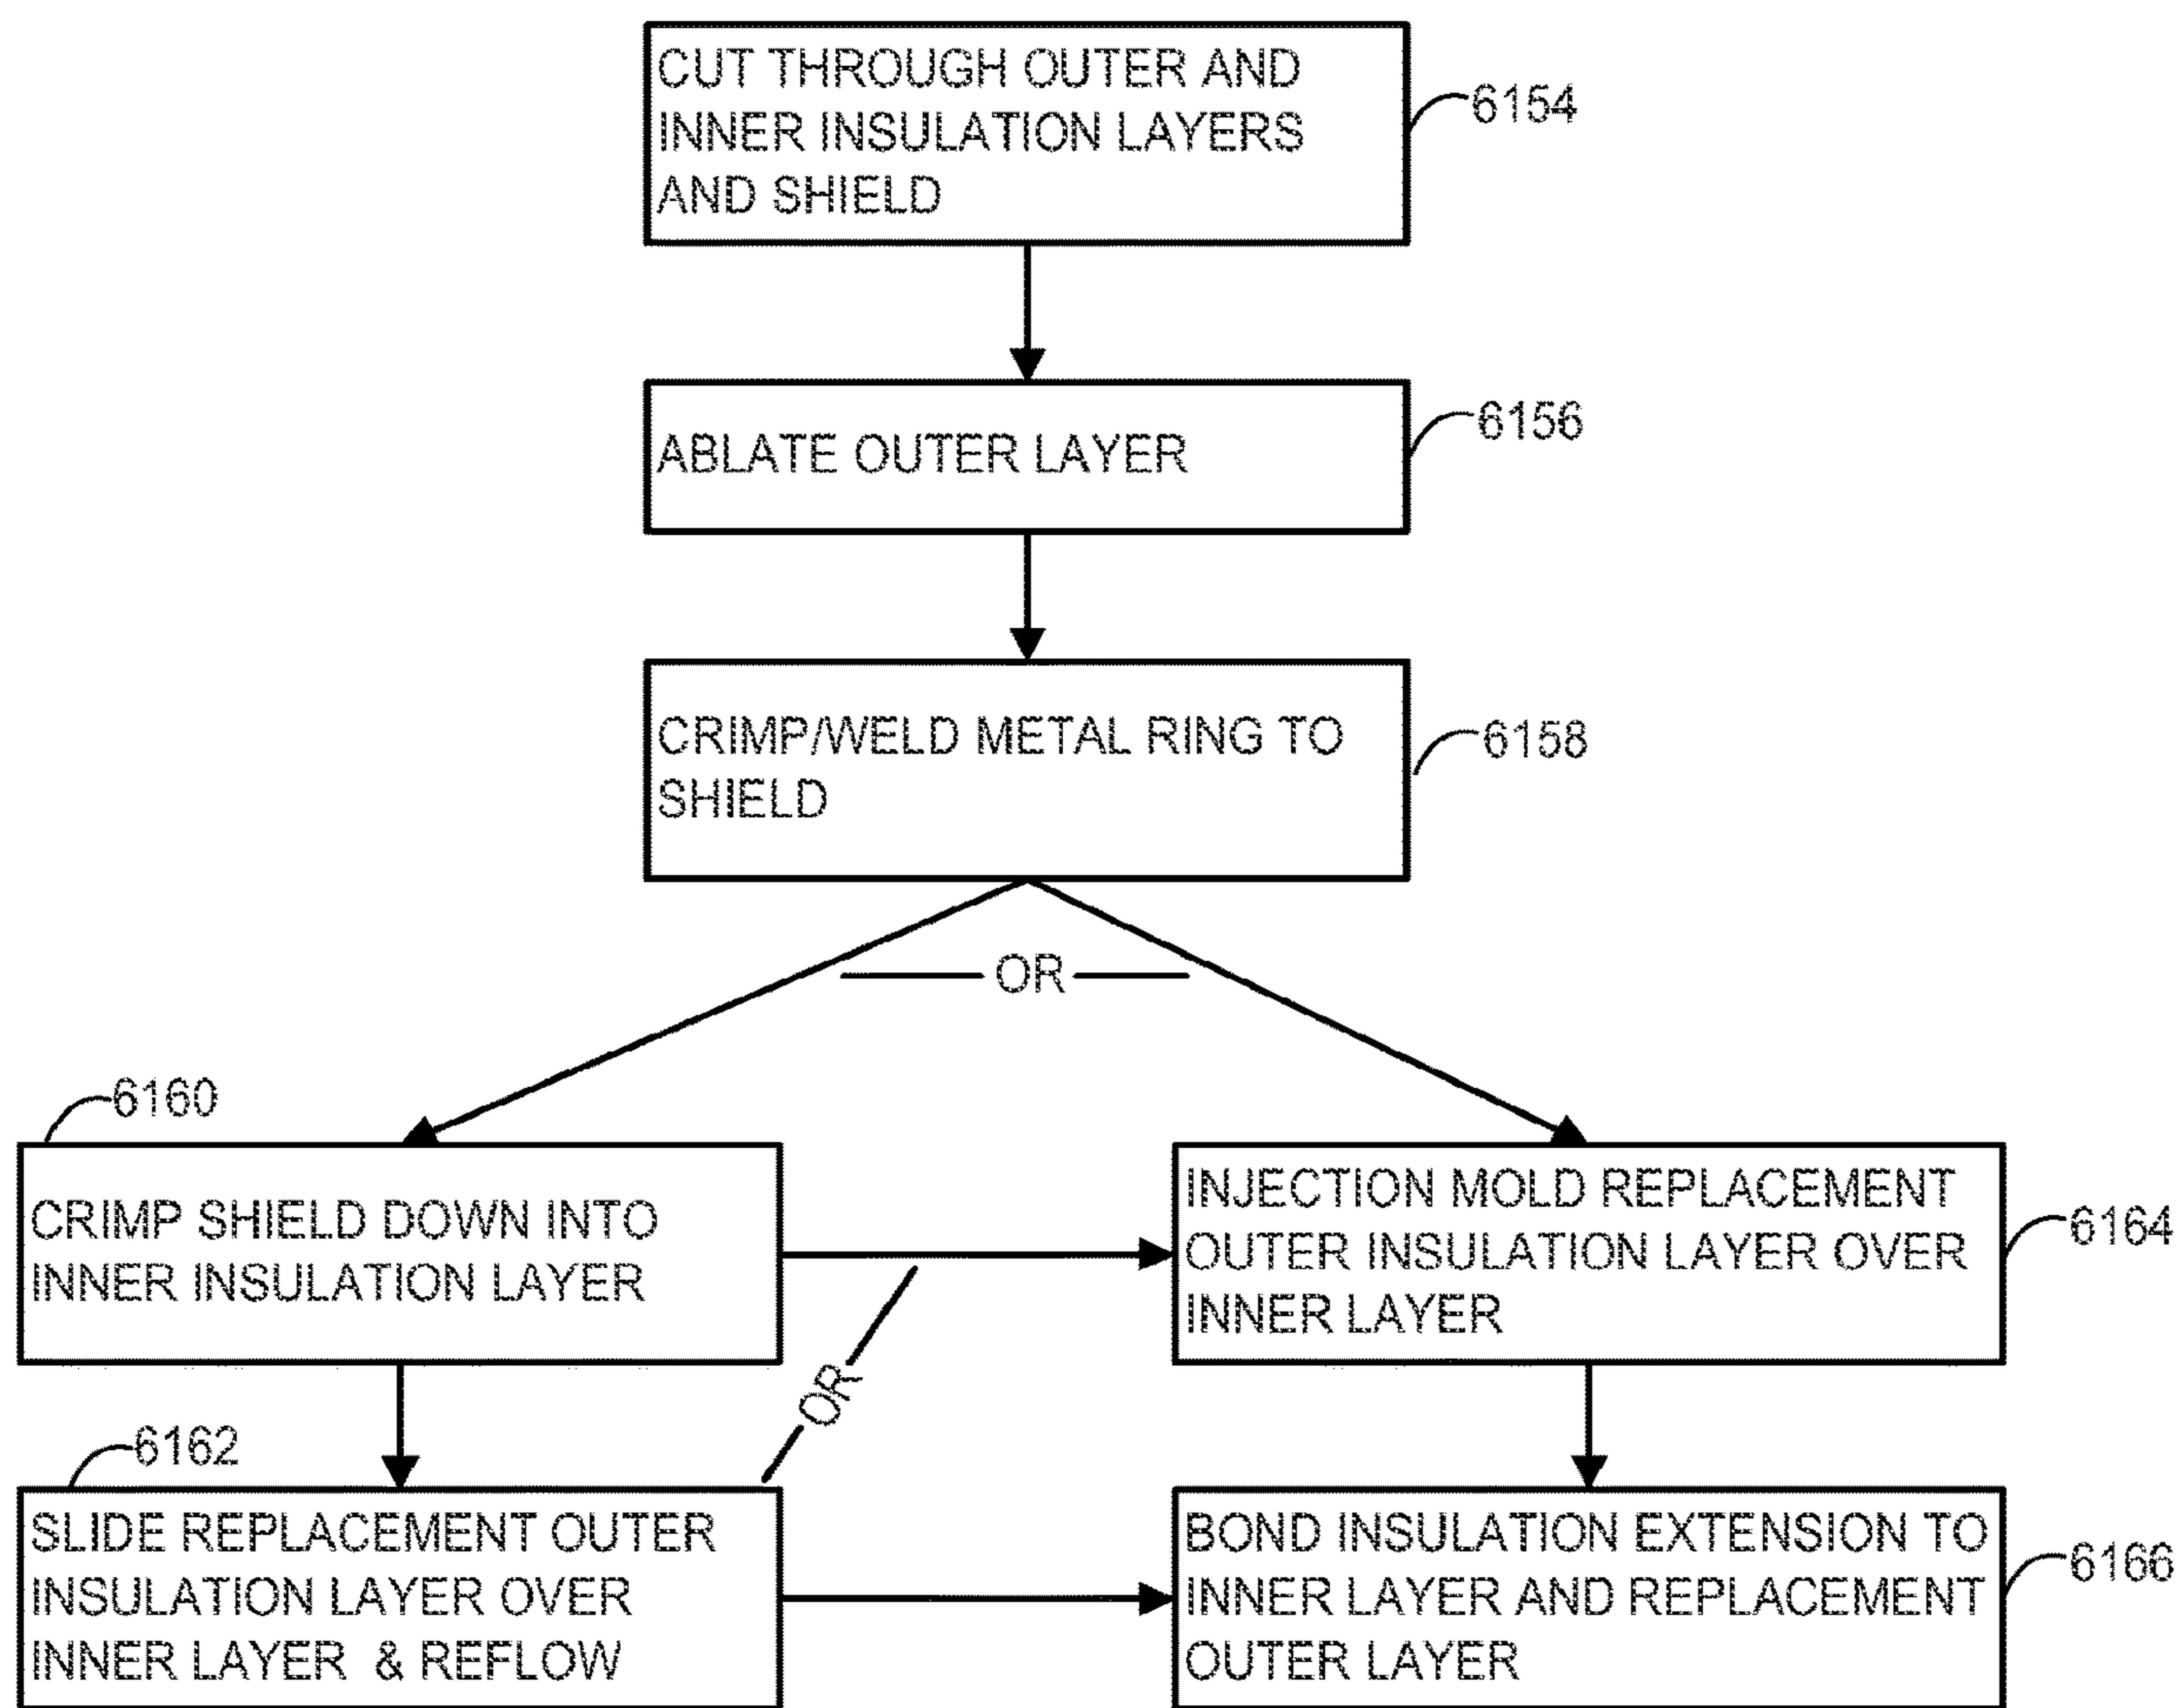 CUT THROUGH OUTER AND
INNER INSULATION LAYERS
AND SHIELD
6154
ABLATE OUTER LAYER
6156
CRIMP/WELD METAL RING TO
SHIELD
6158
OR
6160
CRIMP SHIELD DOWN INTO
INNER INSULATION LAYER
INJECTION MOLD REPLACEMENT
OUTER INSULATION LAYER OVER
INNER LAYER
6164
OR
6162
SLIDE REPLACEMENT OUTER
INSULATION LAYER OVER
INNER LAYER & REFLOW
BOND INSULATION EXTENSION TO
INNER LAYER AND REPLACEMENT
OUTER LAYER
6166